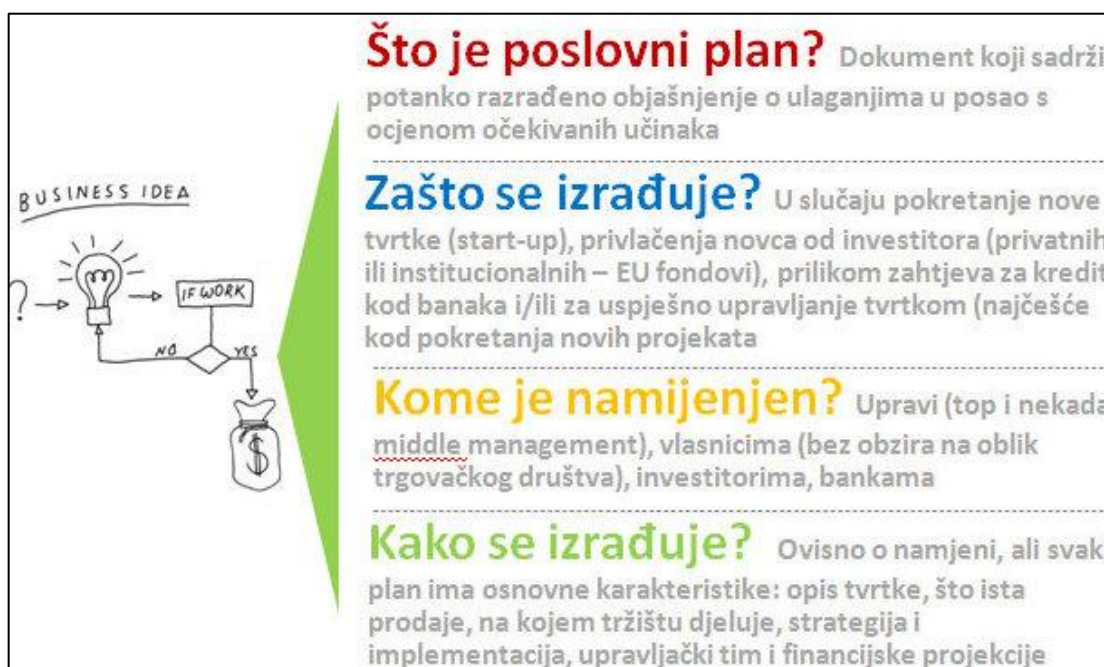 BUSINESS IDEA
?
IF WORK
NO
YES
$
Što je poslovni plan? Dokument koji sadrži
potanko razrađeno objašnjenje o ulaganjima u posao s
ocjenom očekivanih učinaka
Zašto se izrađuje? U slučaju pokretanje nove
tvrtke (start-up), privlačenja novca od investitora (privatnih
ili institucionalnih – EU fondovi), prilikom zahtjeva za kredit
kod banaka i/ili za uspješno upravljanje tvrtkom (najčešće
kod pokretanja novih projekata
Kome je namijenjen? Upravi (top i nekada
middle management), vlasnicima (bez obzira na oblik
trgovačkog društva), investitorima, bankama
Kako se izrađuje? Ovisno o namjeni, ali svak
plan ima osnovne karakteristike: opis tvrtke, što ista
prodaje, na kojem tržištu djeluje, strategija i
implementacija, upravljački tim i financijske projekcije